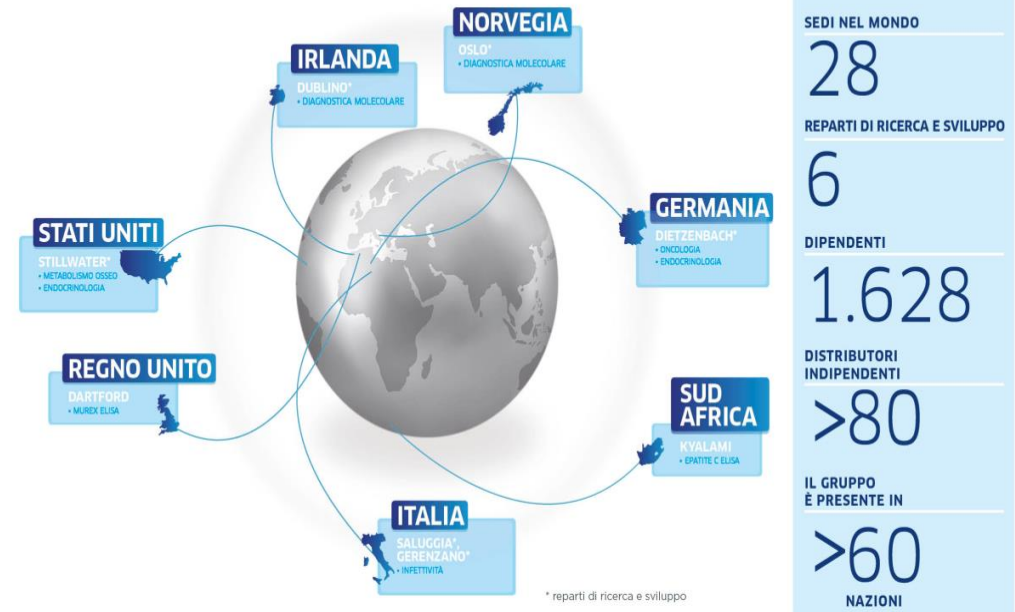 NORVEGIA
OSLO*
• DIAGNOSTICA MOLECOLARE
IRLANDA
DUBLINO*
• DIAGNOSTICA MOLECOLARE
GERMANIA
DIETZENBACH*
• ONCOLOGIA
• ENDOCRINOLOGIA
STATI UNITI
STILLWATER*
• METABOLISMO OSSEO
• ENDOCRINOLOGIA
REGNO UNITO
DARTFORD
• MUREX ELISA
SUD
AFRICA
KYALAMI
• EPATITE C ELISA
ITALIA
SALUGGIA*,
GERENZANO*
• INFETTIVITÀ
* reparti di ricerca e sviluppo
SEDI NEL MONDO
28
REPARTI DI RICERCA E SVILUPPO
6
DIPENDENTI
1.628
DISTRIBUTORI
INDIPENDENTI
>80
IL GRUPPO
È PRESENTE IN
>60
NAZIONI